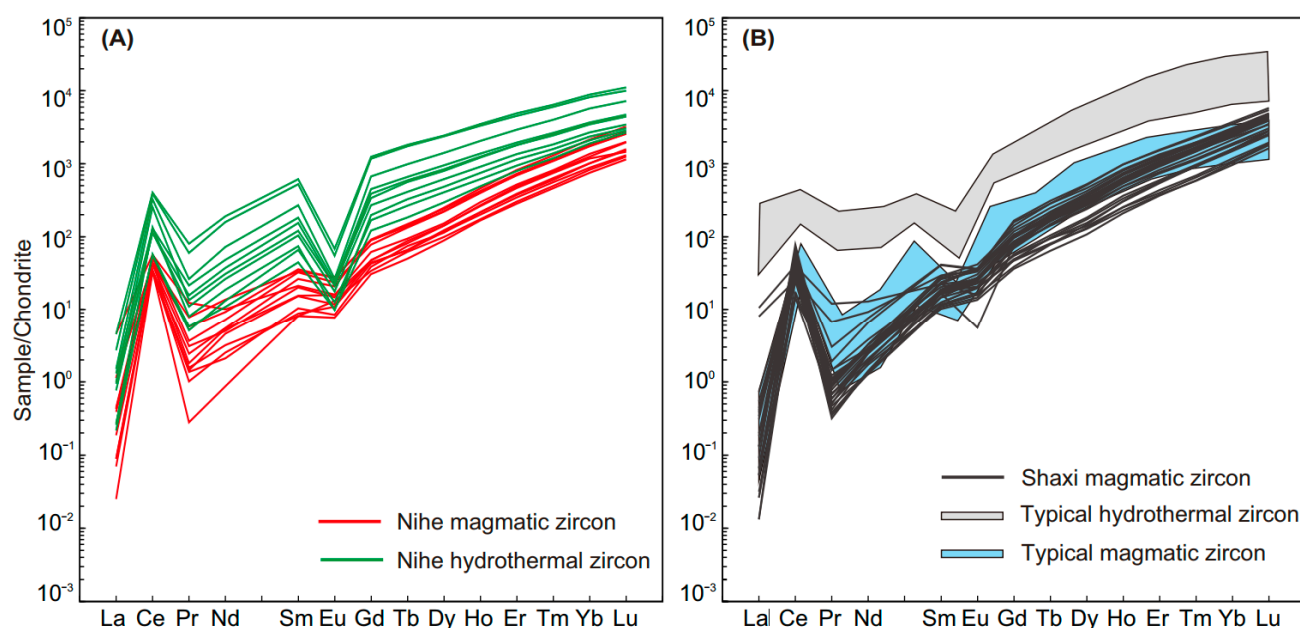 (A)
Sample/Chondrite
10⁵
10⁴
10³
10²
10¹
10⁰
10⁻¹
10⁻²
10⁻³
Nihe magmatic zircon
Nihe hydrothermal zircon
La Ce Pr Nd Sm Eu Gd Tb Dy Ho Er Tm Yb Lu
(B)
10⁵
10⁴
10³
10²
10¹
10⁰
10⁻¹
10⁻²
10⁻³
Shaxi magmatic zircon
Typical hydrothermal zircon
Typical magmatic zircon
La Ce Pr Nd Sm Eu Gd Tb Dy Ho Er Tm Yb Lu